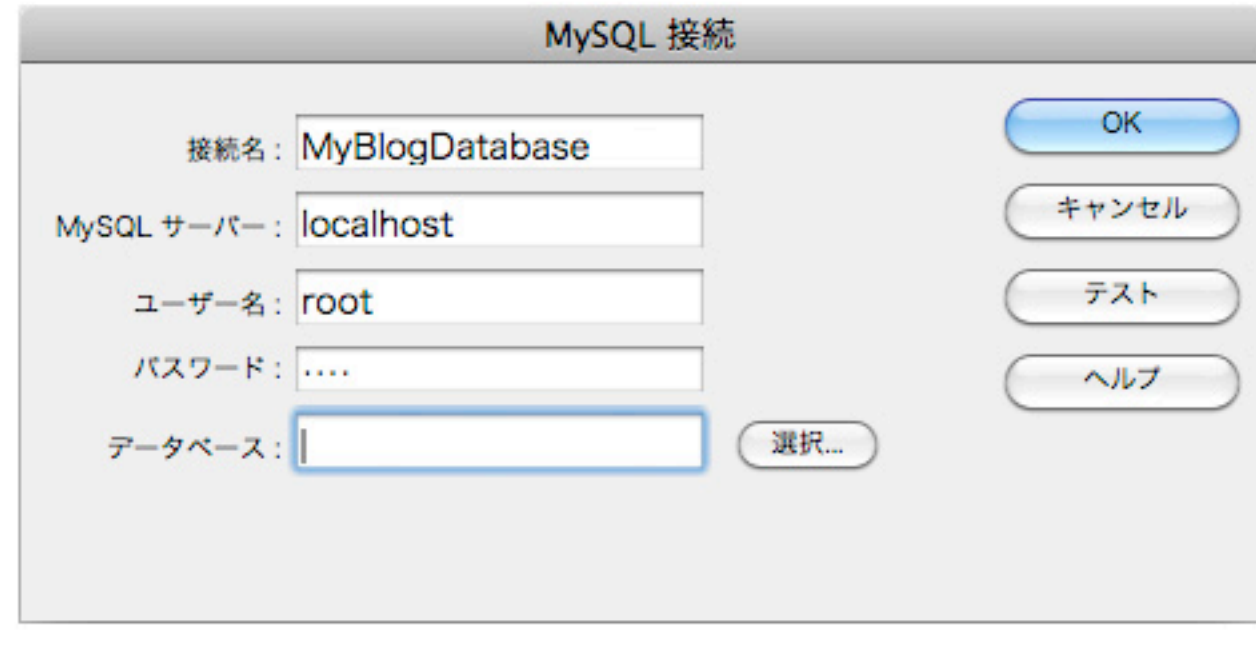 MySQL 接続
接続名 : MyBlogDatabase
OK
MySQL サーバー : localhost
キャンセル
ユーザー名 : root
テスト
パスワード : ....
ヘルプ
データベース :
選択...